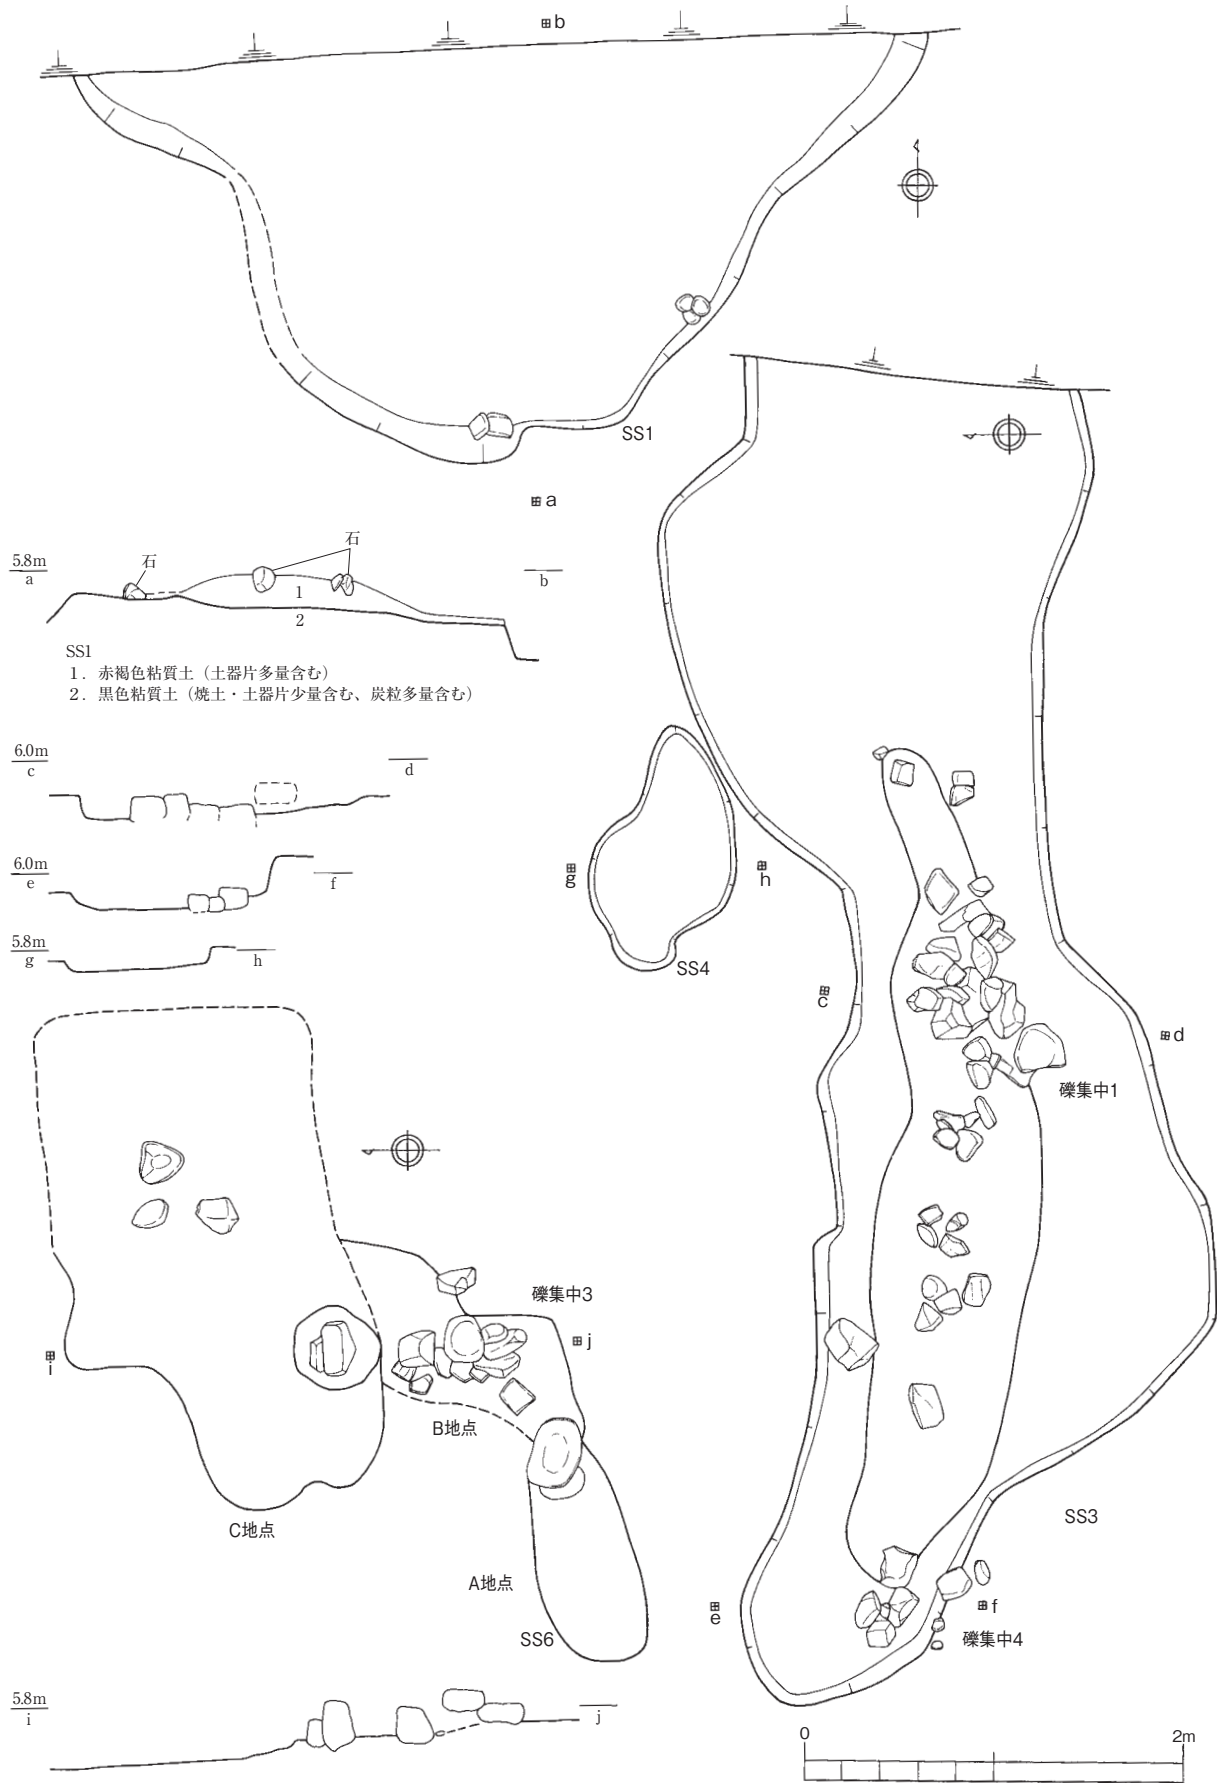 b
SS1
a
石
石
5.8m
a
b
1
2
SS1
1．赤褐色粘質土（土器片多量含む）
2．黒色粘質土（焼土・土器片少量含む、炭粒多量含む）
6.0m
c
d
6.0m
e
f
5.8m
g
h
g
h
SS4
c
d
礫集中1
礫集中3
j
i
B地点
C地点
SS3
A地点
SS6
e
f
礫集中4
5.8m
i
j
0
2m